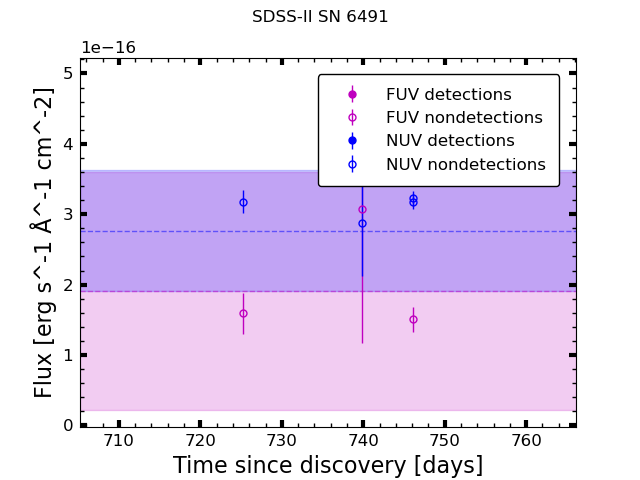 SDSS-II SN 6491
1e−16
5
4
3
2
1
0
FUV detections
FUV nondetections
NUV detections
NUV nondetections
Flux [erg s^-1 Å^-1 cm^-2]
710 720 730 740 750 760
Time since discovery [days]